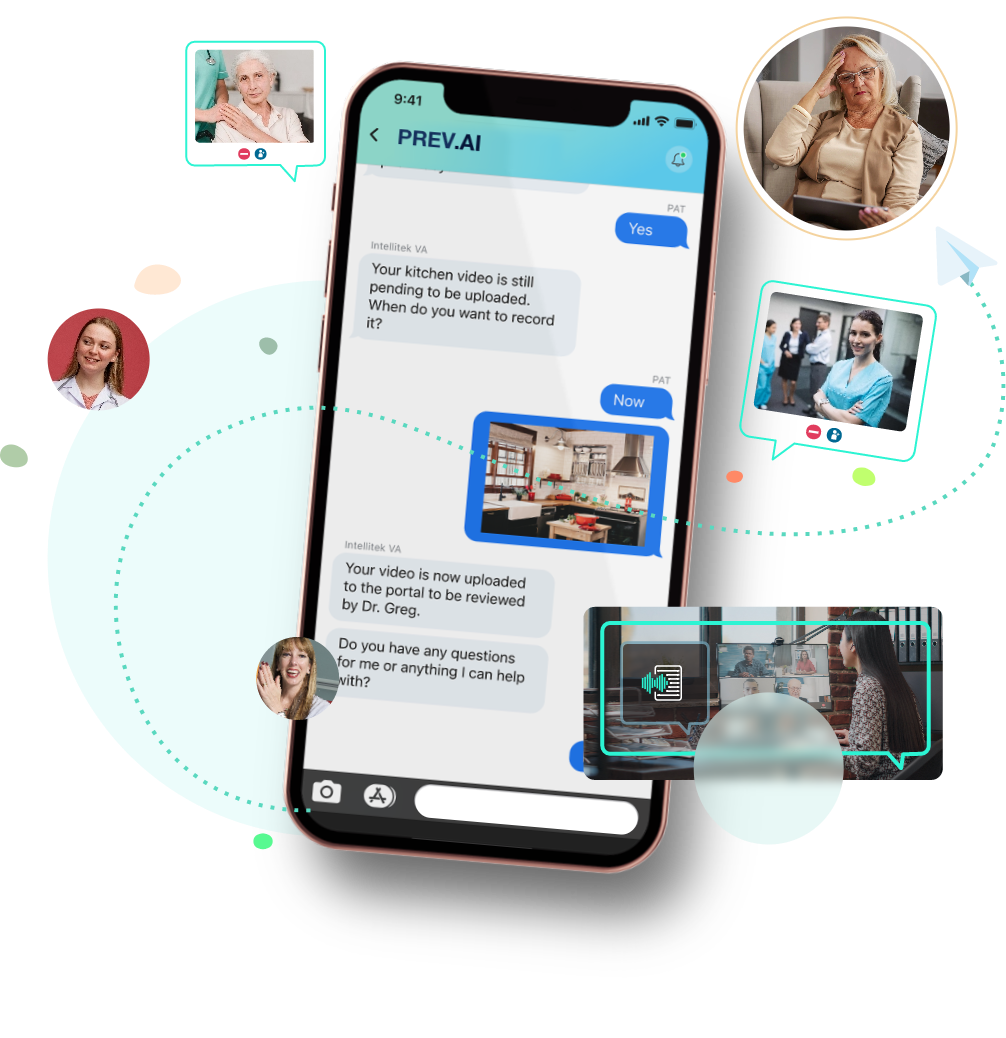 9:41
PREV.AI
PAT
Yes
Intellitek VA
Your kitchen video is still
pending to be uploaded.
When do you want to record
it?
PAT
Now
Intellitek VA
Your video is now uploaded
to the portal to be reviewed
by Dr. Greg.
Do you have any questions
for me or anything I can help
with?